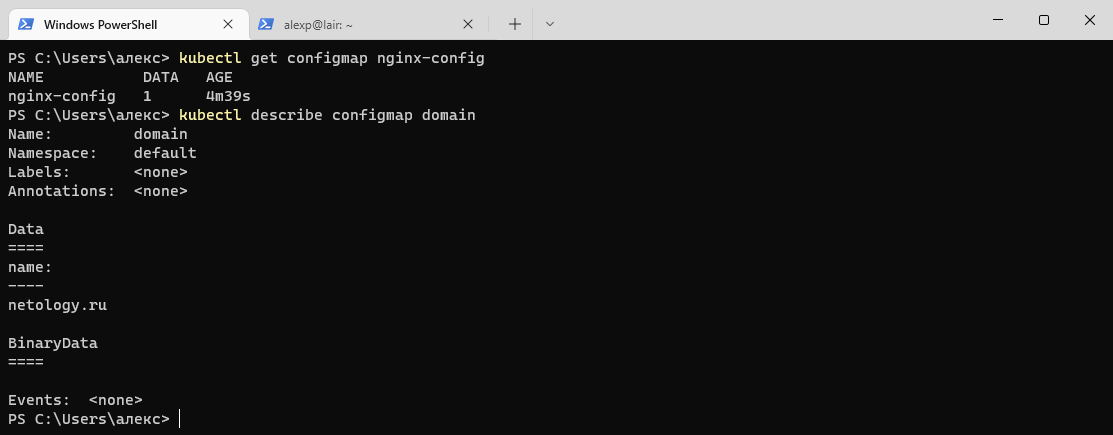 Windows PowerShell
alexp@lair: ~
PS C:\Users\алекс> kubectl get configmap nginx-config
NAME           DATA   AGE
nginx-config   1      4m39s
PS C:\Users\алекс> kubectl describe configmap domain
Name:         domain
Namespace:    default
Labels:       <none>
Annotations:  <none>
Data
====
name:
----
netology.ru
BinaryData
====
Events:  <none>
PS C:\Users\алекс>